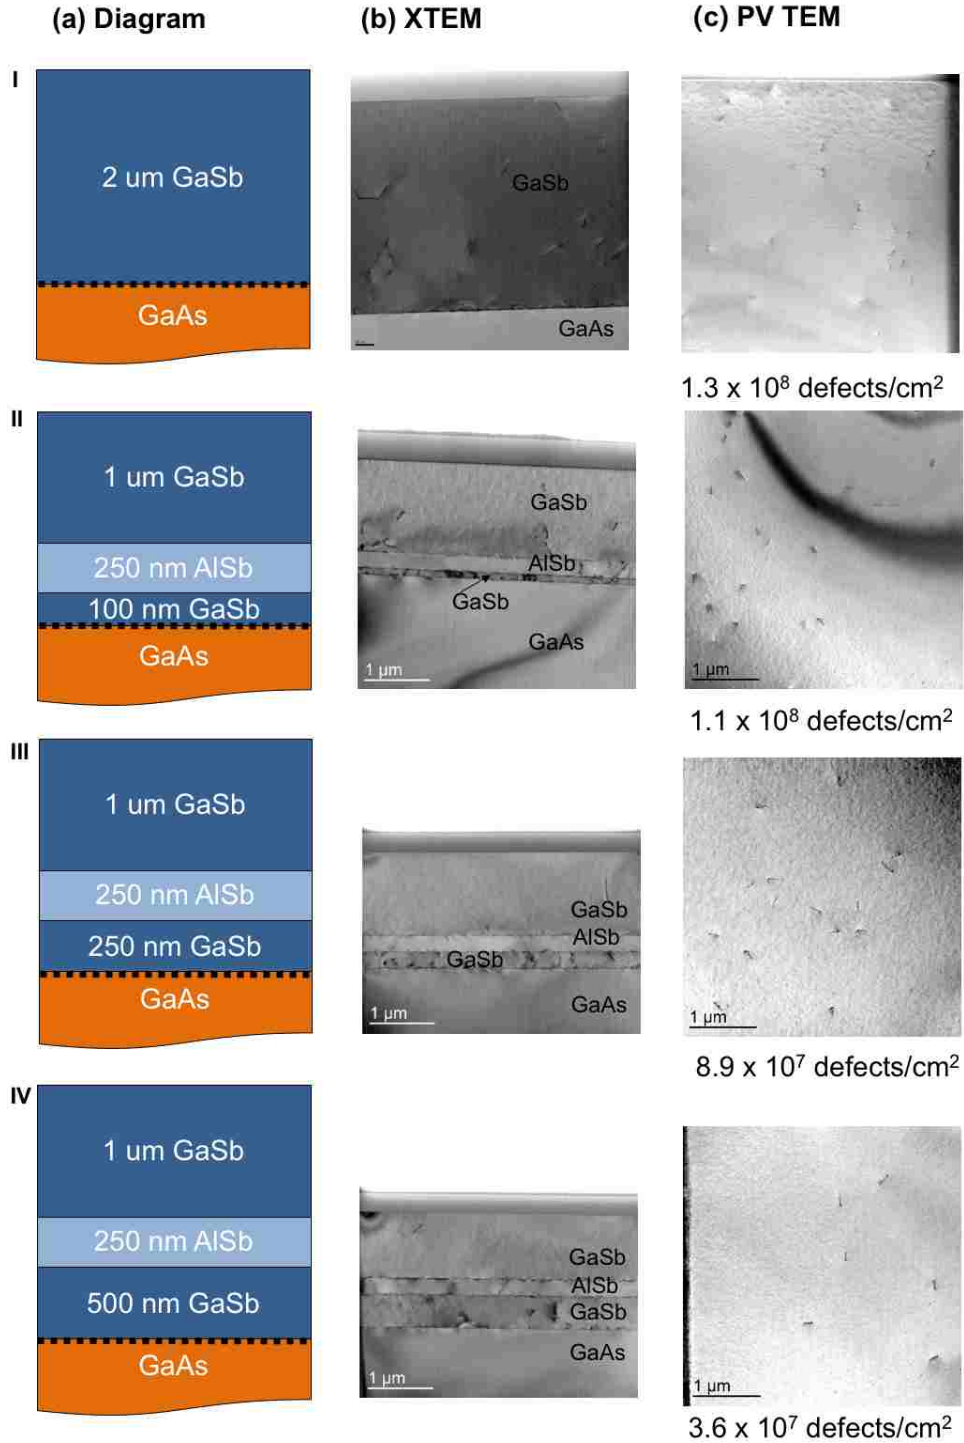 (a) Diagram (b) XTEM (c) PV TEM
I
2 um GaSb
GaAs
GaSb
GaAs
1.3 x 10⁸ defects/cm²
II
1 um GaSb
250 nm AlSb
100 nm GaSb
GaAs
GaSb
AlSb
GaSb
GaAs
1 µm
1 µm
1.1 x 10⁸ defects/cm²
III
1 um GaSb
250 nm AlSb
250 nm GaSb
GaAs
GaSb
AlSb
GaSb
GaAs
1 µm
1 µm
8.9 x 10⁷ defects/cm²
IV
1 um GaSb
250 nm AlSb
500 nm GaSb
GaAs
GaSb
AlSb
GaSb
GaAs
1 µm
1 µm
3.6 x 10⁷ defects/cm²